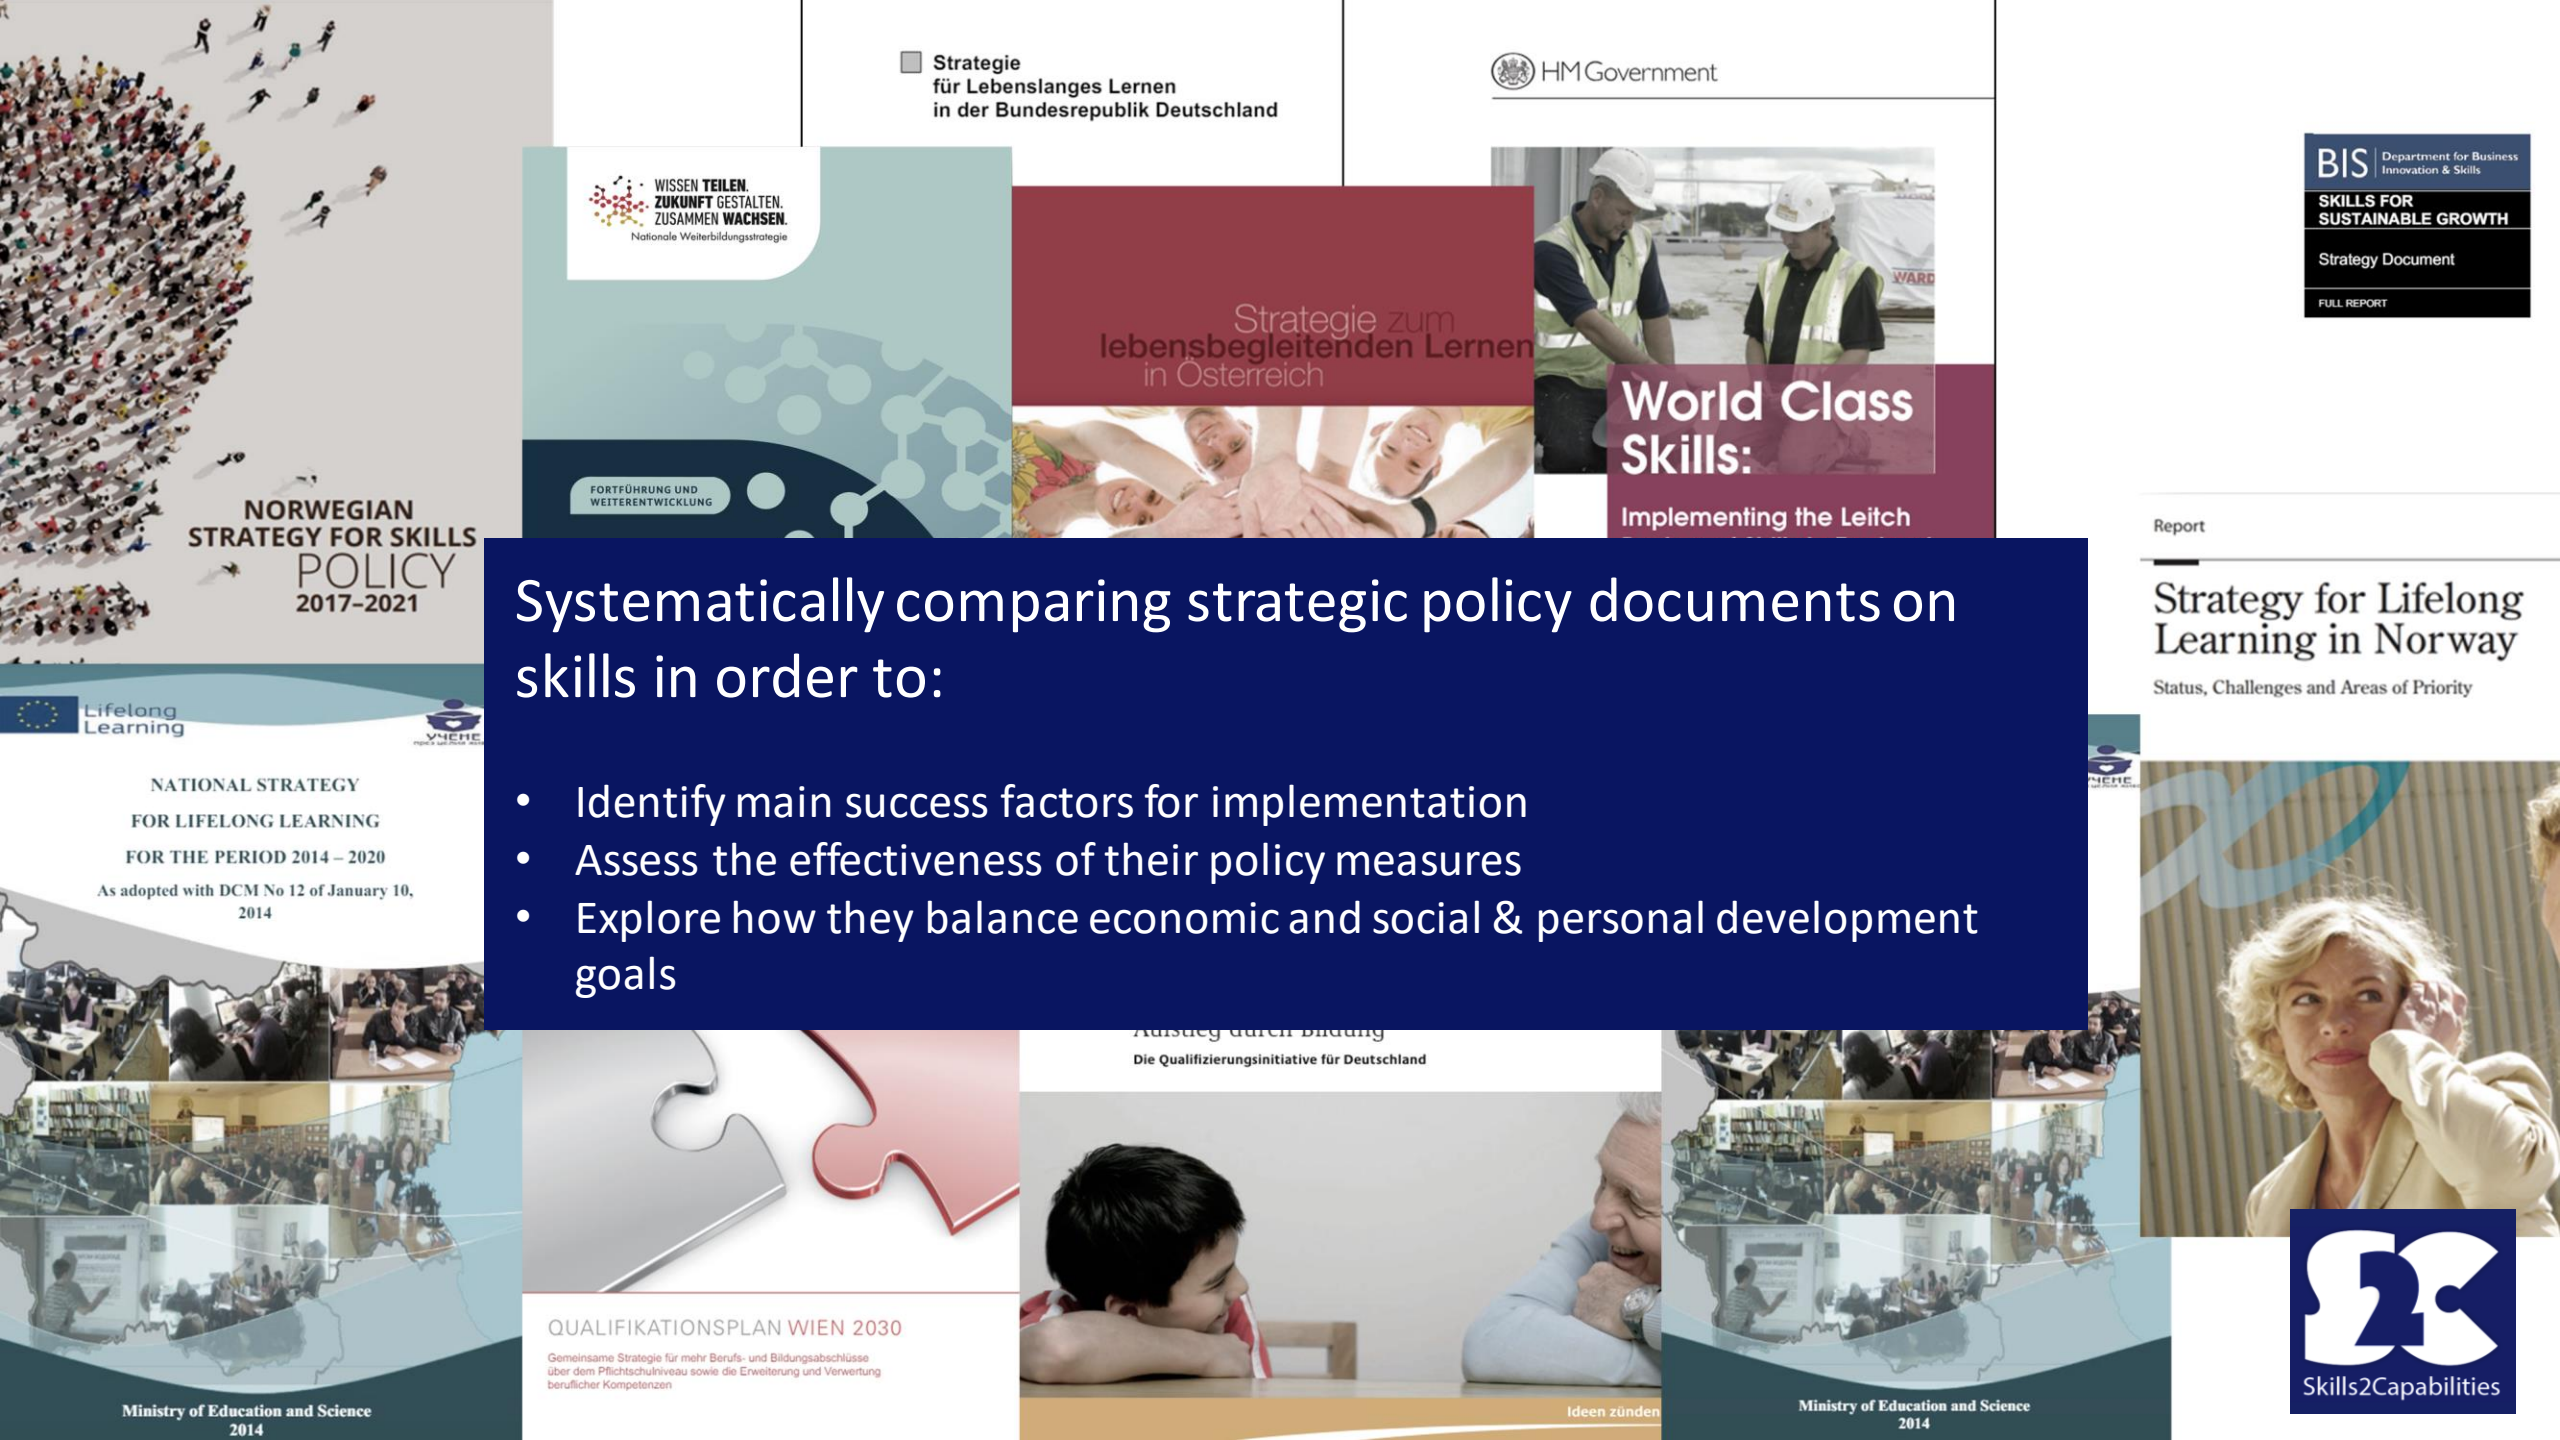 Strategie
für Lebenslanges Lernen
in der Bundesrepublik Deutschland
HM Government
BIS Department for Business
Innovation & Skills
SKILLS FOR
SUSTAINABLE GROWTH
Strategy Document
FULL REPORT
WISSEN TEILEN.
ZUKUNFT GESTALTEN.
ZUSAMMEN WACHSEN.
Nationale Weiterbildungsstrategie
FORTFÜHRUNG UND
WEITERENTWICKLUNG
Strategie zum
lebensbegleitenden Lernen
in Österreich
WARD
World Class
Skills:
Implementing the Leitch
NORWEGIAN
STRATEGY FOR SKILLS
POLICY
2017–2021
Report
Strategy for Lifelong
Learning in Norway
Status, Challenges and Areas of Priority
Systematically comparing strategic policy documents on
skills in order to:
• Identify main success factors for implementation
• Assess the effectiveness of their policy measures
• Explore how they balance economic and social & personal development
goals
Lifelong
Learning
УЧЕНЕ
NATIONAL STRATEGY
FOR LIFELONG LEARNING
FOR THE PERIOD 2014 – 2020
As adopted with DCM No 12 of January 10,
2014
Ministry of Education and Science
2014
QUALIFIKATIONSPLAN WIEN 2030
Gemeinsame Strategie für mehr Berufs- und Bildungsabschlüsse
über dem Pflichtschulniveau sowie die Erweiterung und Verwertung
beruflicher Kompetenzen
Aufstieg durch Bildung
Die Qualifizierungsinitiative für Deutschland
Ideen zünden
Ministry of Education and Science
2014
S2C
Skills2Capabilities